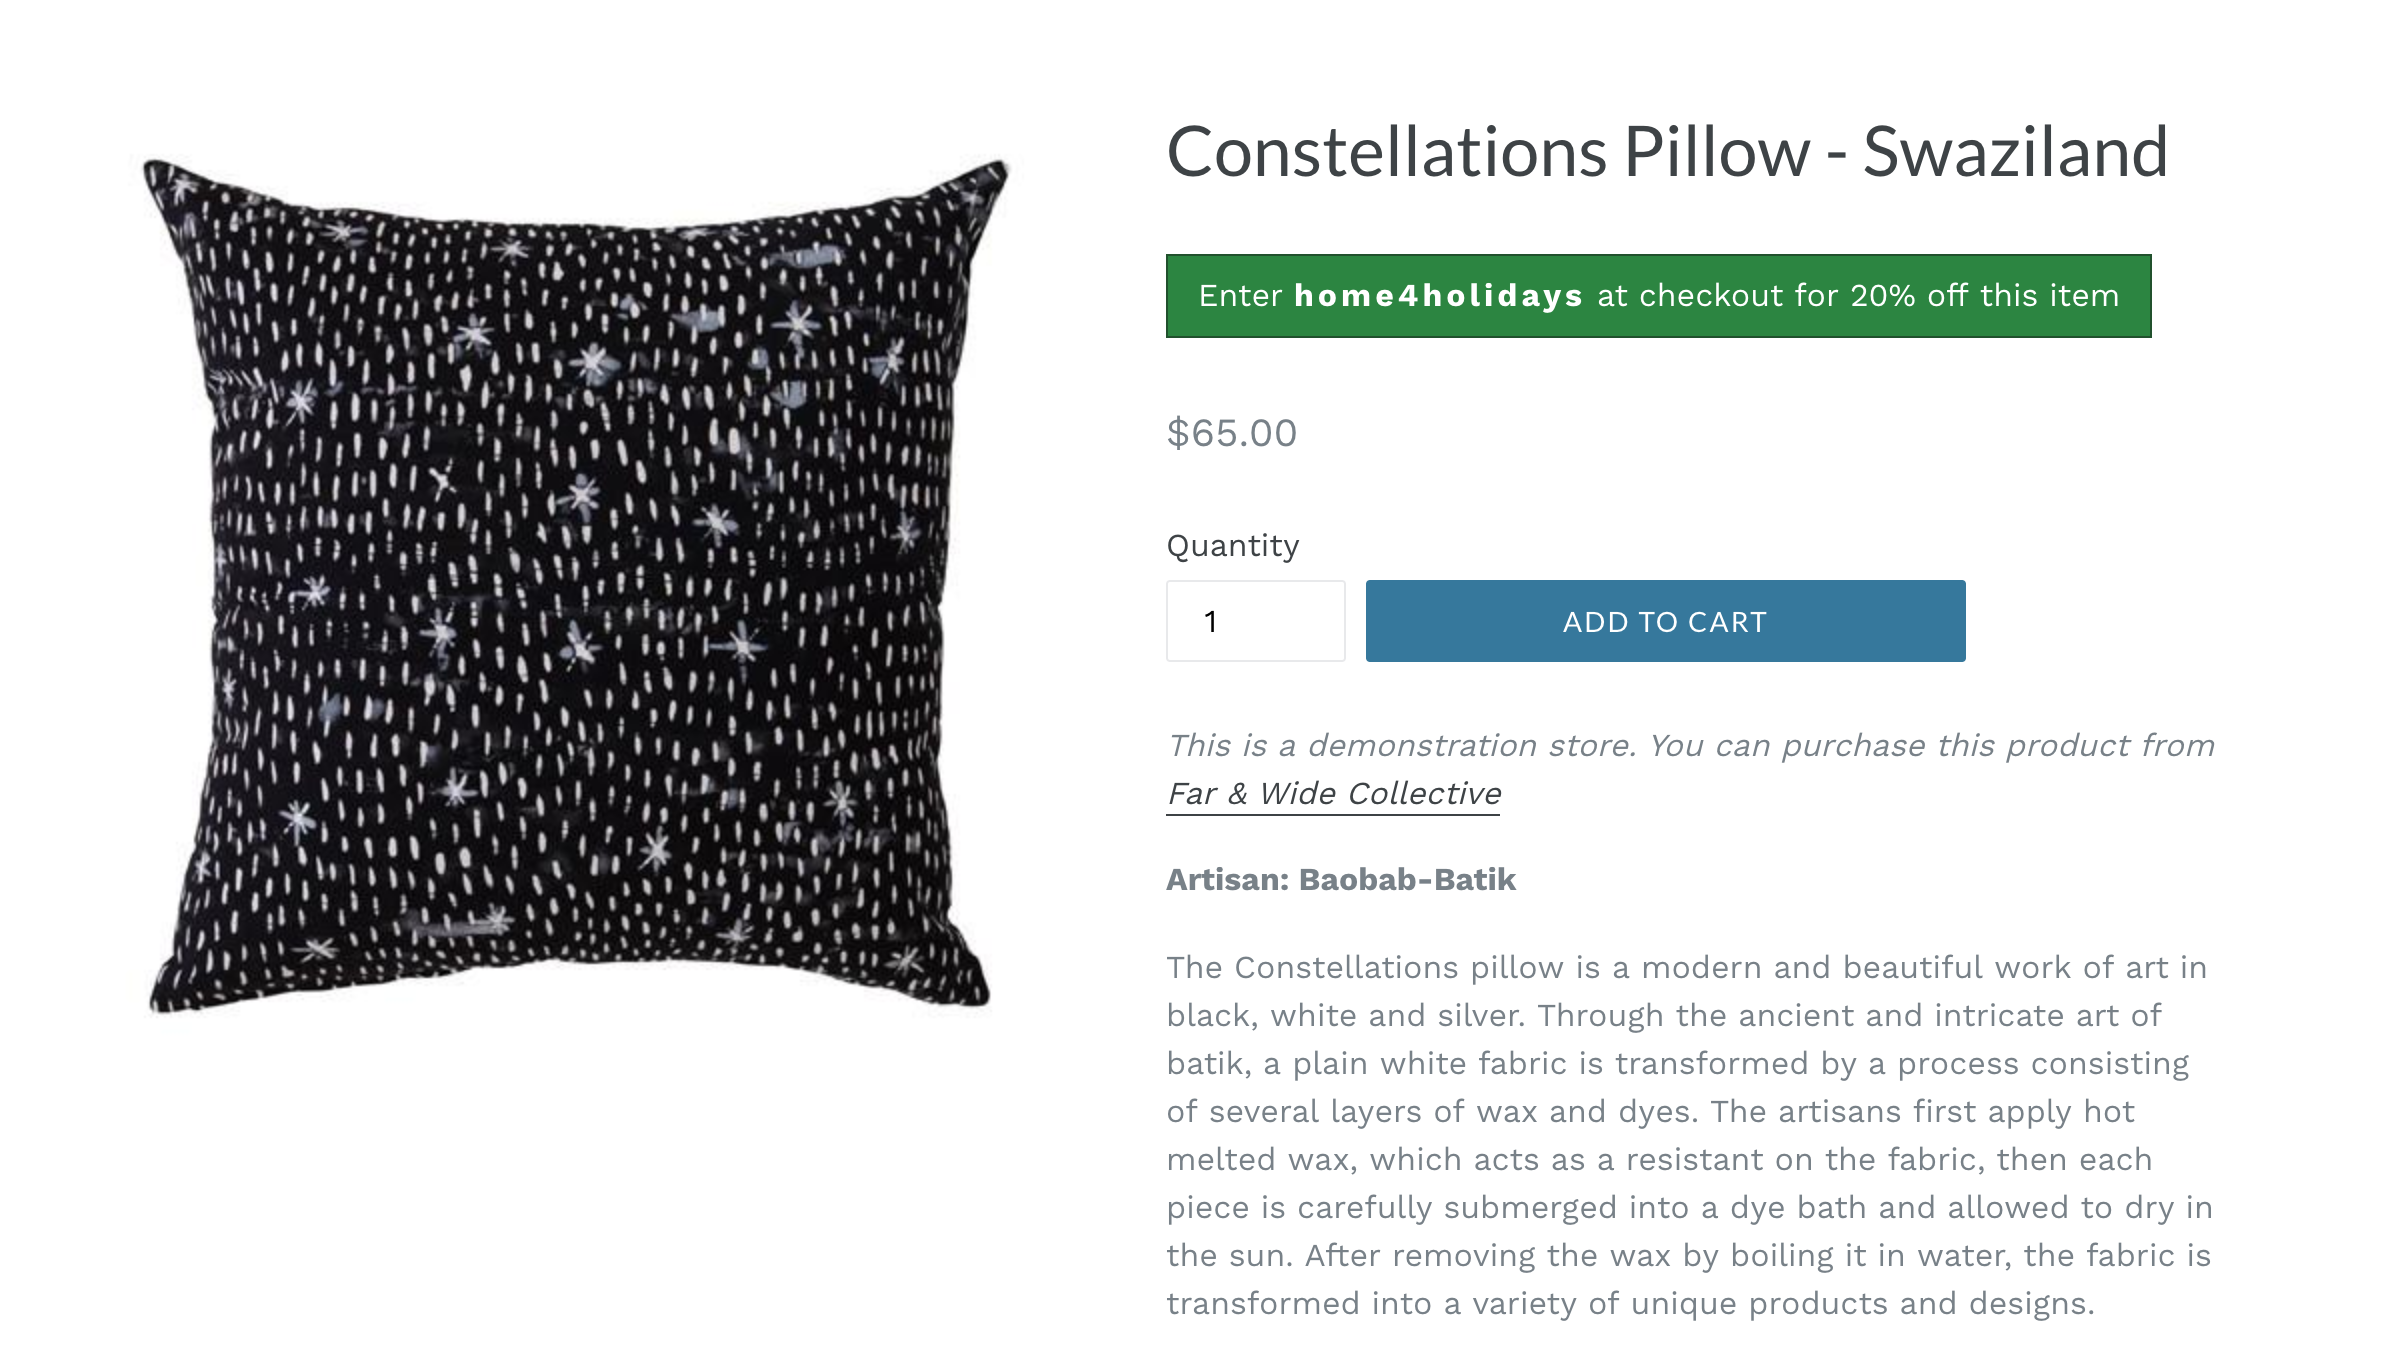 Constellations Pillow - Swaziland
Enter home4holidays at checkout for 20% off this item
$65.00
Quantity
1
ADD TO CART
This is a demonstration store. You can purchase this product from
Far & Wide Collective
Artisan: Baobab-Batik
The Constellations pillow is a modern and beautiful work of art in
black, white and silver. Through the ancient and intricate art of
batik, a plain white fabric is transformed by a process consisting
of several layers of wax and dyes. The artisans first apply hot
melted wax, which acts as a resistant on the fabric, then each
piece is carefully submerged into a dye bath and allowed to dry in
the sun. After removing the wax by boiling it in water, the fabric is
transformed into a variety of unique products and designs.